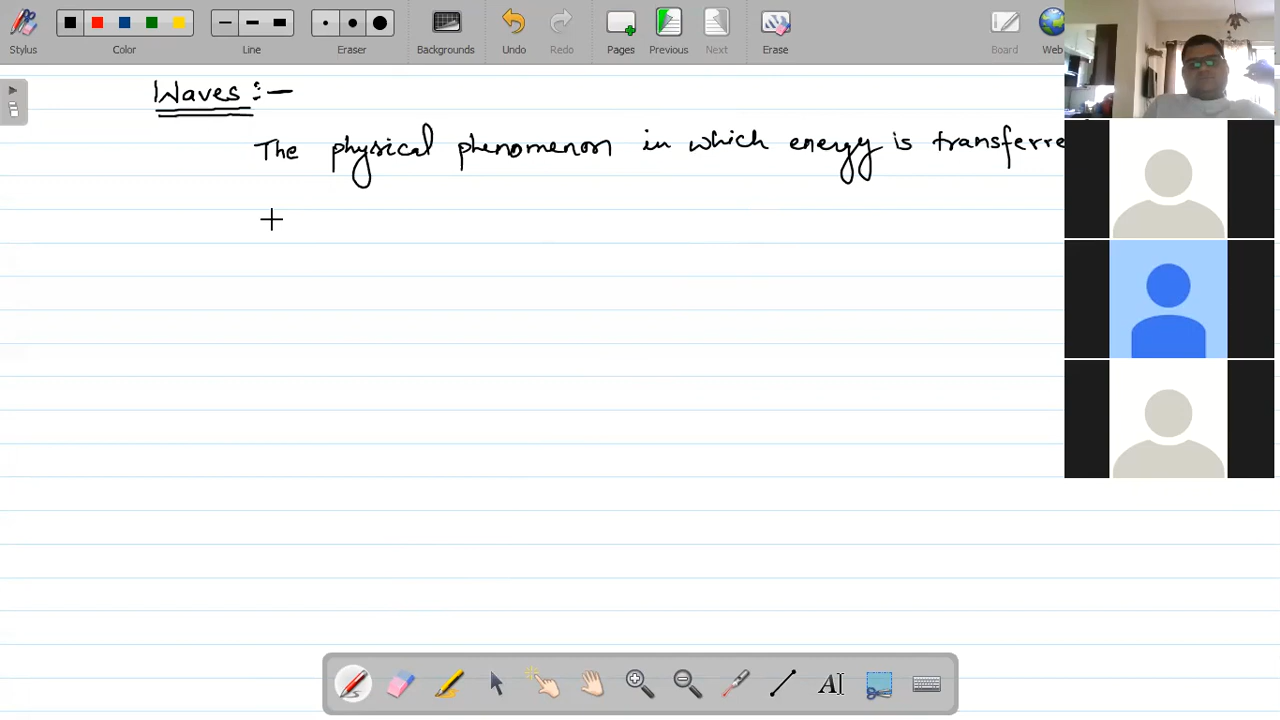 Stylus
Color
Line
Eraser
Backgrounds
Undo
Redo
Pages
Previous
Next
Erase
Board
Web
Waves :-
The physical phenomenon in which energy is transferre